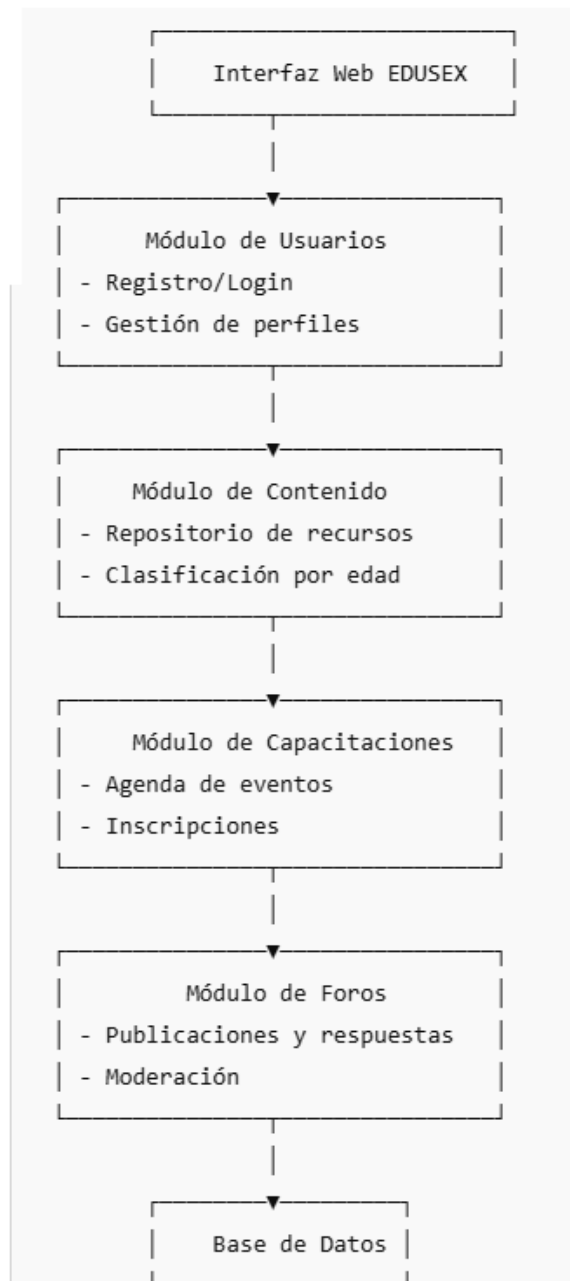 Interfaz Web EDUSEX
Módulo de Usuarios
- Registro/Login
- Gestión de perfiles
Módulo de Contenido
- Repositorio de recursos
- Clasificación por edad
Módulo de Capacitaciones
- Agenda de eventos
- Inscripciones
Módulo de Foros
- Publicaciones y respuestas
- Moderación
Base de Datos